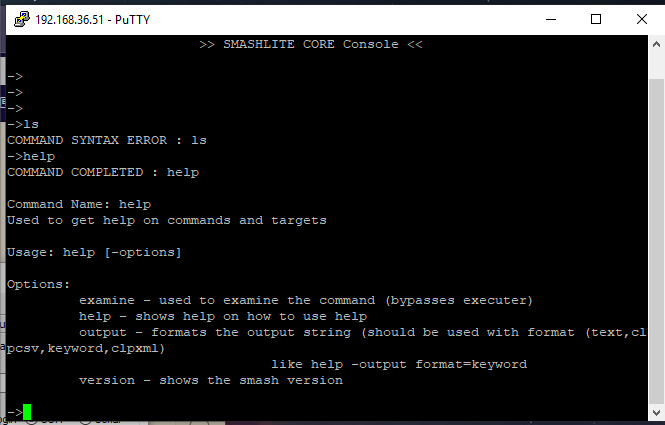 192.168.36.51 - PuTTY
>> SMASHLITE CORE Console <<
->
->
->
->ls
COMMAND SYNTAX ERROR : ls
->help
COMMAND COMPLETED : help
Command Name: help
Used to get help on commands and targets
Usage: help [-options]
Options:
examine - used to examine the command (bypasses executer)
help - shows help on how to use help
output - formats the output string (should be used with format (text,cl
pcsv,keyword,clpxml)
like help -output format=keyword
version - shows the smash version
->